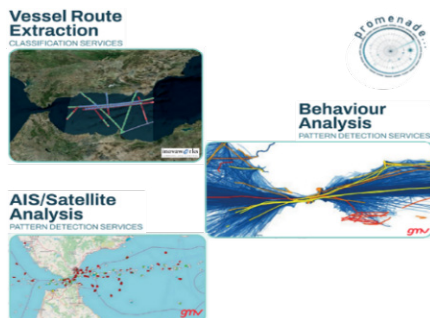 Vessel Route
Extraction
CLASSIFICATION SERVICES
promenade...
Behaviour
Analysis
PATTERN DETECTION SERVICES
AIS/Satellite
Analysis
PATTERN DETECTION SERVICES
gmv
gmv